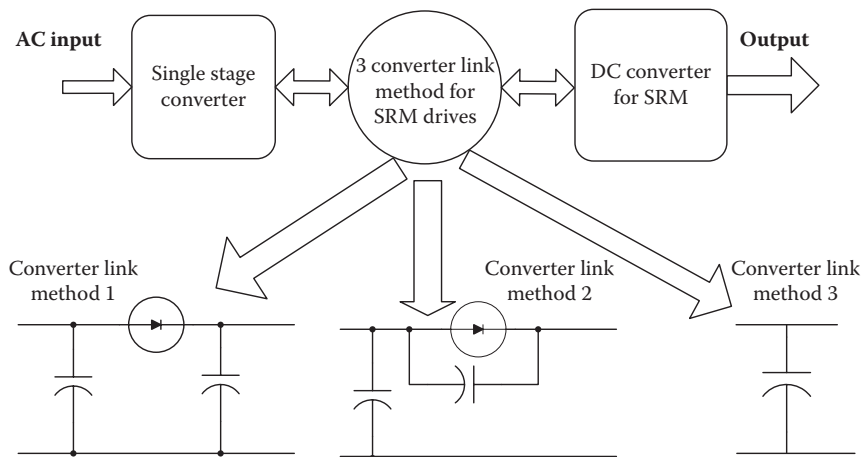 AC input
Single stage
converter
3 converter link
method for
SRM drives
DC converter
for SRM
Output
Converter link
method 1
Converter link
method 2
Converter link
method 3